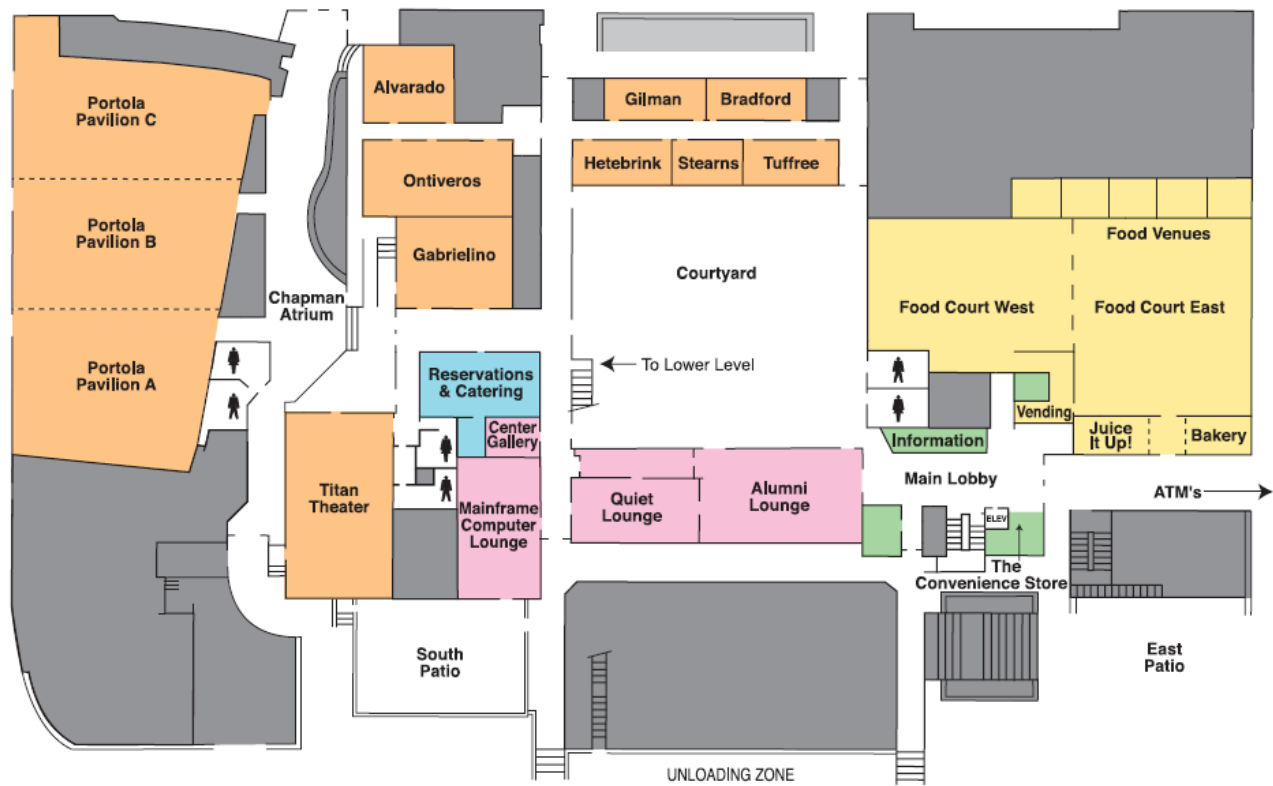 Portola
Pavilion C
Alvarado
Gilman
Bradford
Hetebrink
Stearns
Tuffree
Ontiveros
Portola
Pavilion B
Gabrielino
Courtyard
Food Venues
Chapman
Atrium
Food Court West
Food Court East
Portola
Pavilion A
To Lower Level
Reservations
& Catering
Vending
Center
Gallery
Information
Juice
It Up!
Bakery
Titan
Theater
Mainframe
Computer
Lounge
Quiet
Lounge
Alumni
Lounge
Main Lobby
ATM's
ELEV
The
Convenience Store
South
Patio
East
Patio
UNLOADING ZONE